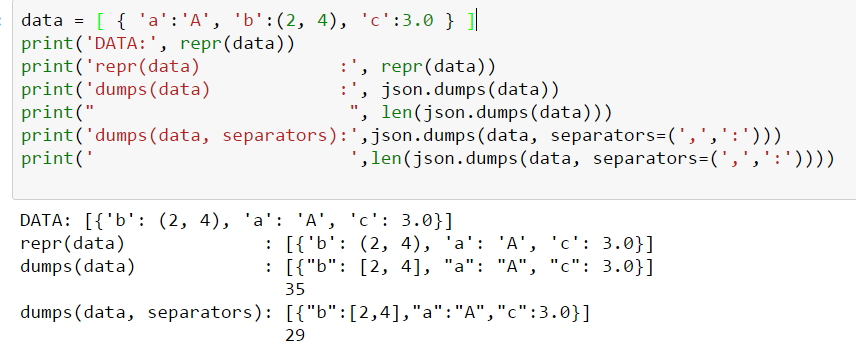 data = [ { 'a':'A', 'b':(2, 4), 'c':3.0 } ]
print('DATA:', repr(data))
print('repr(data)             :', repr(data))
print('dumps(data)            :', json.dumps(data))
print("                        ", len(json.dumps(data)))
print('dumps(data, separators):',json.dumps(data, separators=(',',':')))
print('                        ',len(json.dumps(data, separators=(',',':'))))
DATA: [{'b': (2, 4), 'a': 'A', 'c': 3.0}]
repr(data)             : [{'b': (2, 4), 'a': 'A', 'c': 3.0}]
dumps(data)            : [{"b": [2, 4], "a": "A", "c": 3.0}]
                         35
dumps(data, separators): [{"b":[2,4],"a":"A","c":3.0}]
                         29